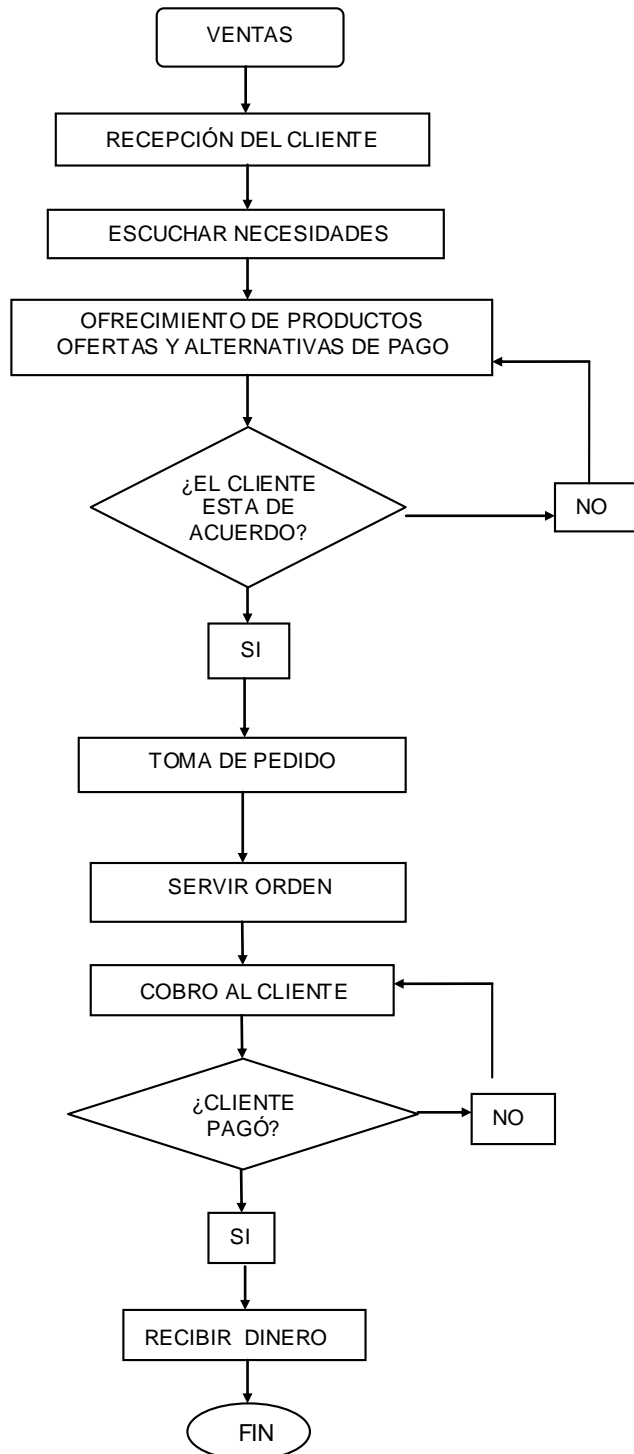 VENTAS
RECEPCIÓN DEL CLIENTE
ESCUCHAR NECESIDADES
OFRECIMIENTO DE PRODUCTOS
OFERTAS Y ALTERNATIVAS DE PAGO
¿EL CLIENTE
ESTA DE
ACUERDO?
NO
SI
TOMA DE PEDIDO
SERVIR ORDEN
COBRO AL CLIENTE
¿CLIENTE
PAGÓ?
NO
SI
RECIBIR DINERO
FIN